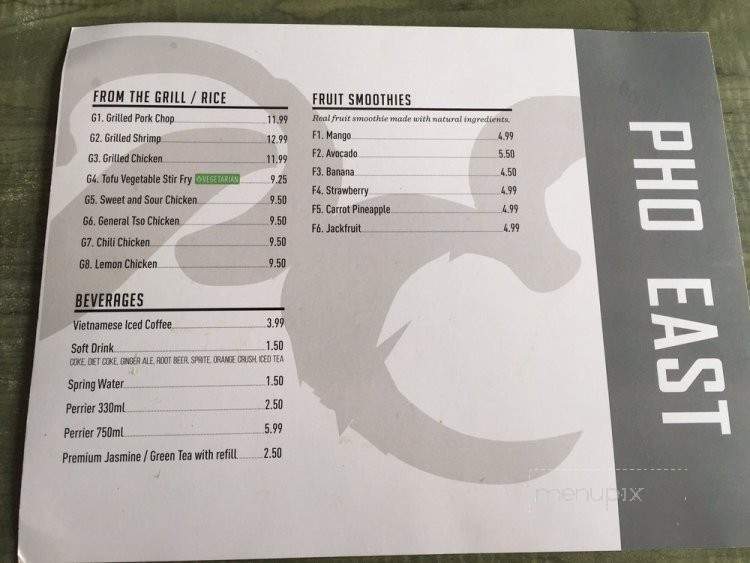 FROM THE GRILL / RICE
G1. Grilled Pork Chop 11.99
G2. Grilled Shrimp 12.99
G3. Grilled Chicken 11.99
G4. Tofu Vegetable Stir Fry VEGETARIAN 9.25
G5. Sweet and Sour Chicken 9.50
G6. General Tso Chicken 9.50
G7. Chili Chicken 9.50
G8. Lemon Chicken 9.50
BEVERAGES
Vietnamese Iced Coffee 3.99
Soft Drink 1.50
COKE, DIET COKE, GINGER ALE, ROOT BEER, SPRITE, ORANGE CRUSH, ICED TEA
Spring Water 1.50
Perrier 330ml 2.50
Perrier 750ml 5.99
Premium Jasmine / Green Tea with refill 2.50
FRUIT SMOOTHIES
Real fruit smoothie made with natural ingredients.
F1. Mango 4.99
F2. Avocado 5.50
F3. Banana 4.50
F4. Strawberry 4.99
F5. Carrot Pineapple 4.99
F6. Jackfruit 4.99
PHO EAST
menupix